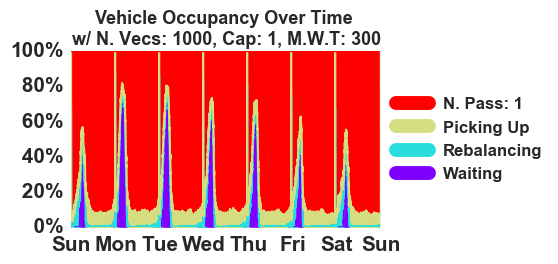 Vehicle Occupancy Over Time
w/ N. Vecs: 1000, Cap: 1, M.W.T: 300
100%
80%
60%
40%
20%
0%
Sun Mon Tue Wed Thu Fri Sat Sun
N. Pass: 1
Picking Up
Rebalancing
Waiting